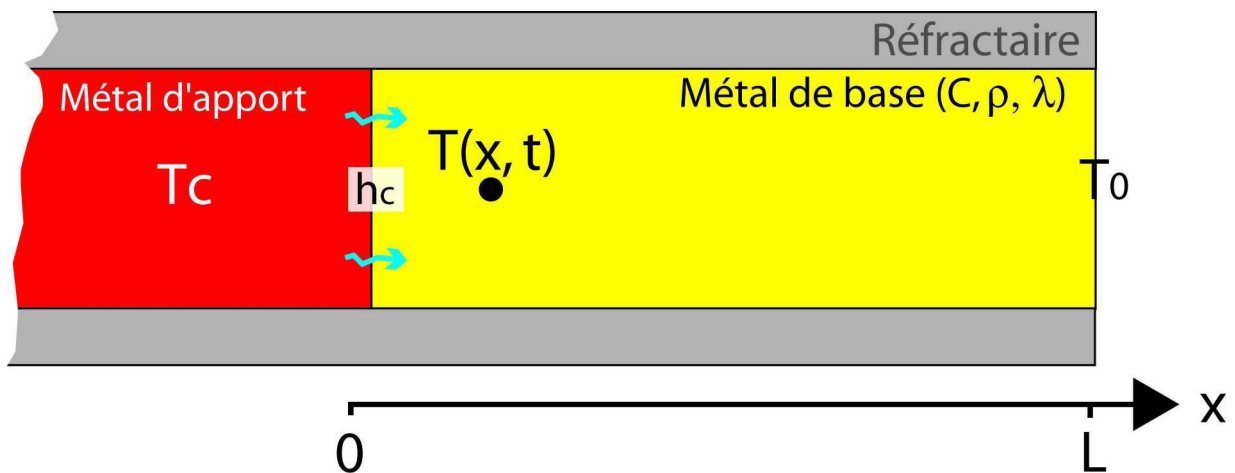 Réfractaire
Métal d'apport
Métal de base (C, ρ, λ)
T(x, t)
Tc
hc
T0
0
L
x